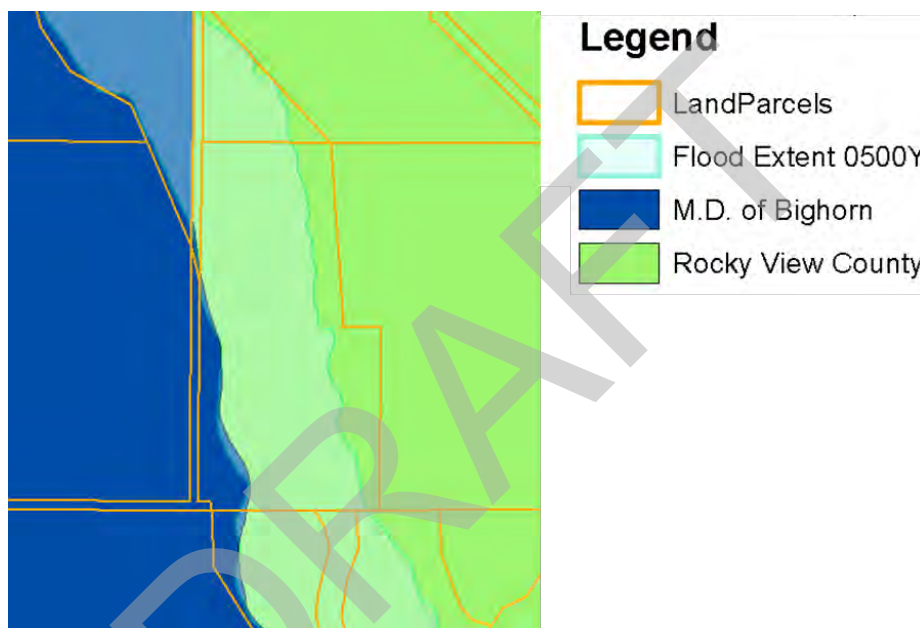 Legend
LandParcels
Flood Extent 0500Y
M.D. of Bighorn
Rocky View County
DRAFT